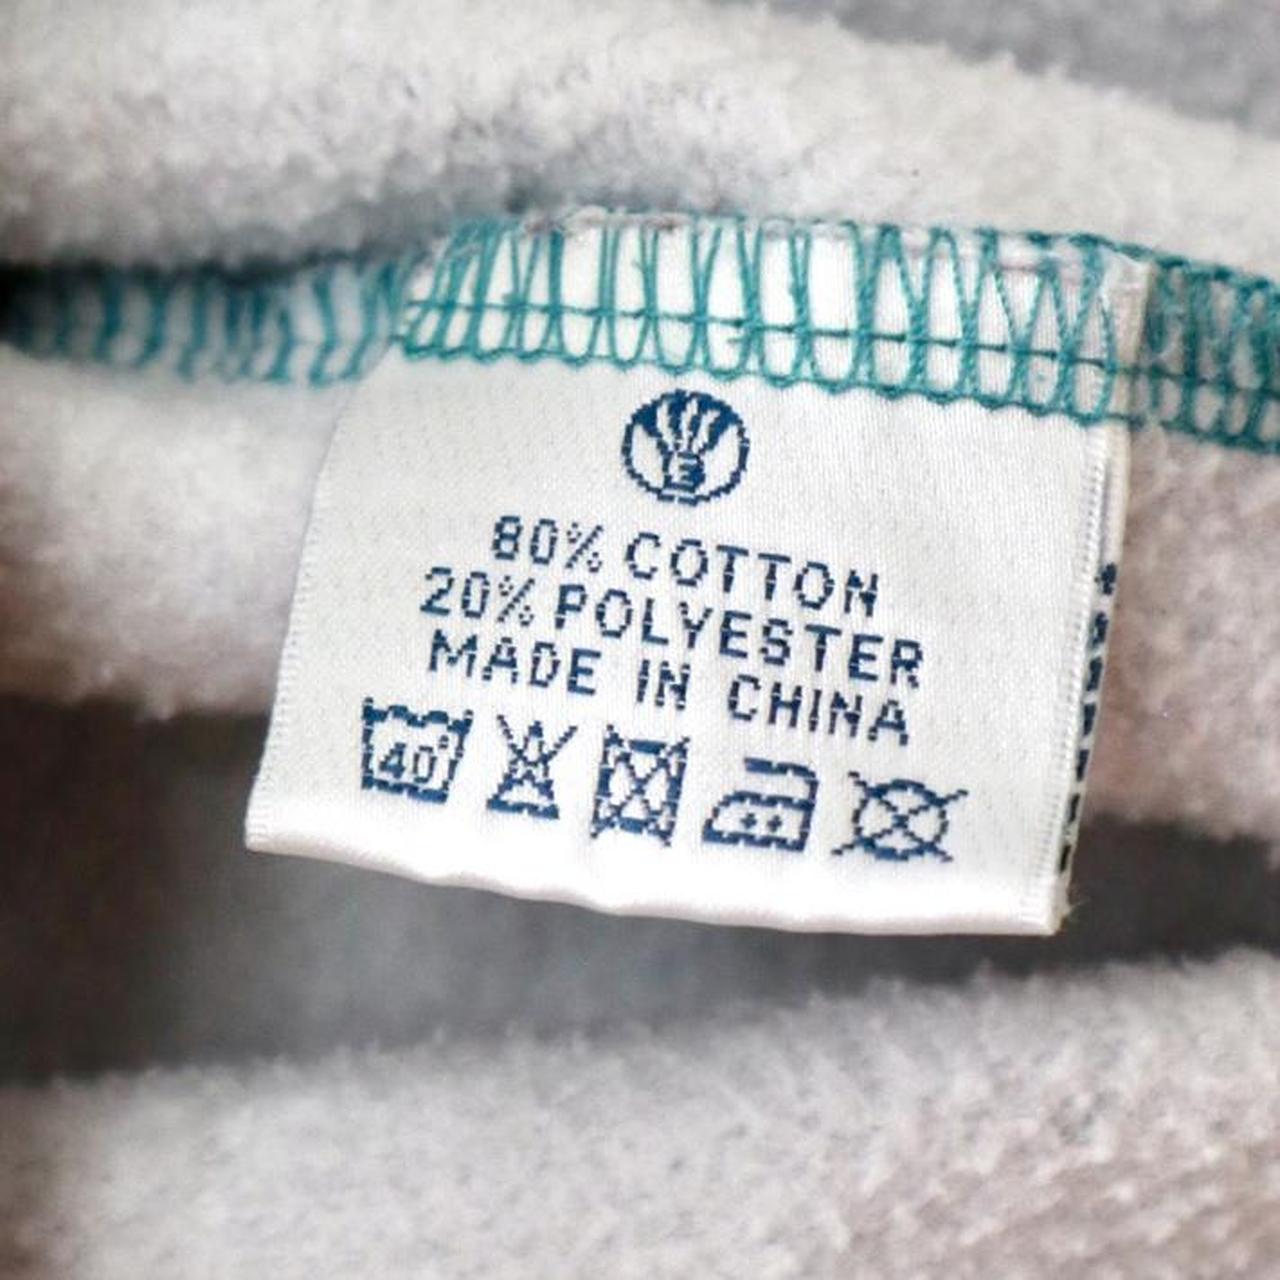 E
80% COTTON
20% POLYESTER
MADE IN CHINA
40°